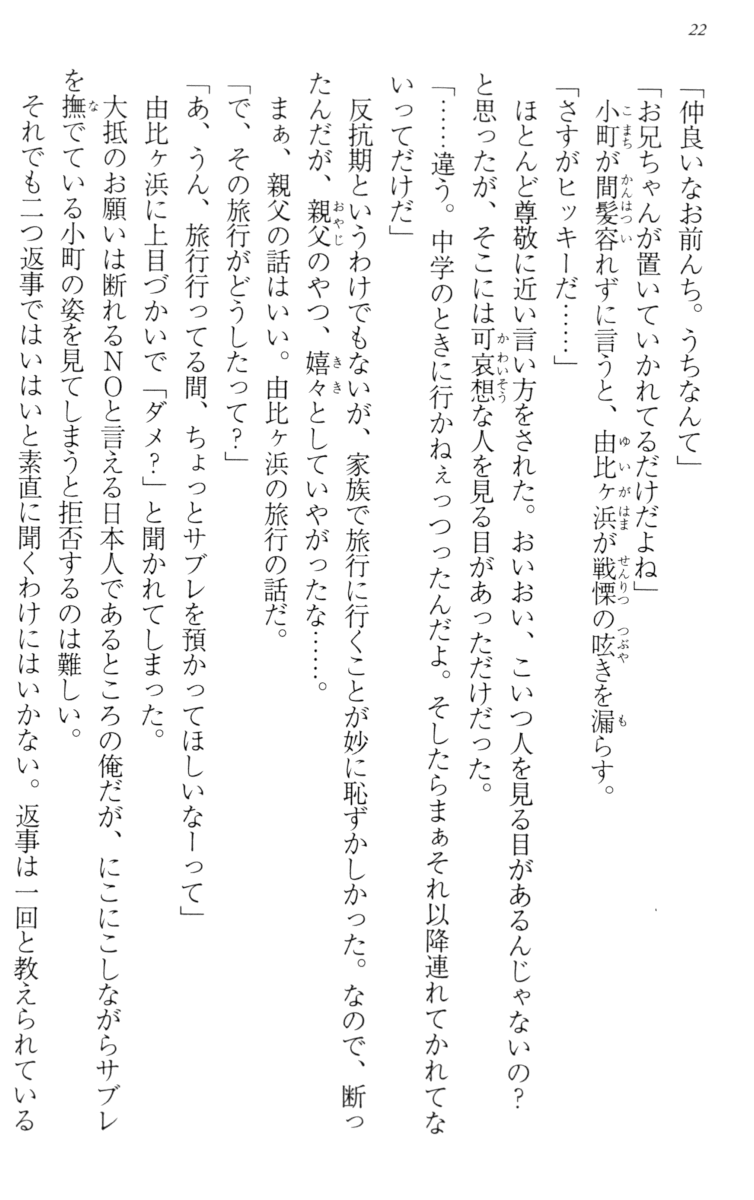 22
「仲良いなお前んち。うちなんて」
「お兄ちゃんが置いていかれてるだけだよね」
小町が間髪容れずに言うと、由比ヶ浜が戦慄の呟きを漏らす。
「さすがヒッキーだ……」
ほとんど尊敬に近い言い方をされた。おいおい、こいつ人を見る目があるんじゃないの？
と思ったが、そこには可哀想な人を見る目があっただけだった。
「……違う。中学のときに行かねぇっつったんだよ。そしたらまぁそれ以降連れてかれてな
いってだけだ」
反抗期というわけでもないが、家族で旅行に行くことが妙に恥ずかしかった。なので、断っ
たんだが、親父のやつ、嬉々としていやがったな……。
まぁ、親父の話はいい。由比ヶ浜の旅行の話だ。
「で、その旅行がどうしたって？」
「あ、うん、旅行行ってる間、ちょっとサブレを預かってほしいなーって」
由比ヶ浜に上目づかいで「ダメ？」と聞かれてしまった。
大抵のお願いは断れるNOと言える日本人であるところの俺だが、にこにこしながらサブレ
を撫でている小町の姿を見てしまうと拒否するのは難しい。
それでも二つ返事ではいはいと素直に聞くわけにはいかない。返事は一回と教えられている